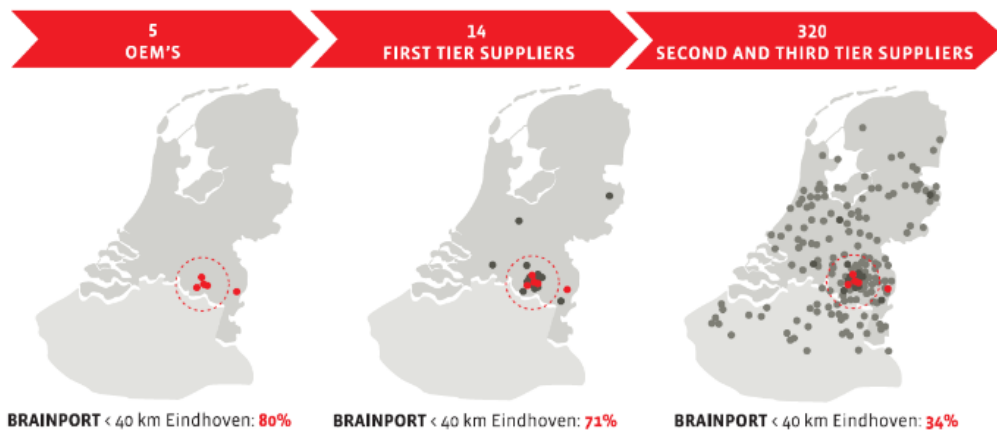 5
OEM'S
14
FIRST TIER SUPPLIERS
320
SECOND AND THIRD TIER SUPPLIERS
BRAINPORT < 40 km Eindhoven: 80%
BRAINPORT < 40 km Eindhoven: 71%
BRAINPORT < 40 km Eindhoven: 34%